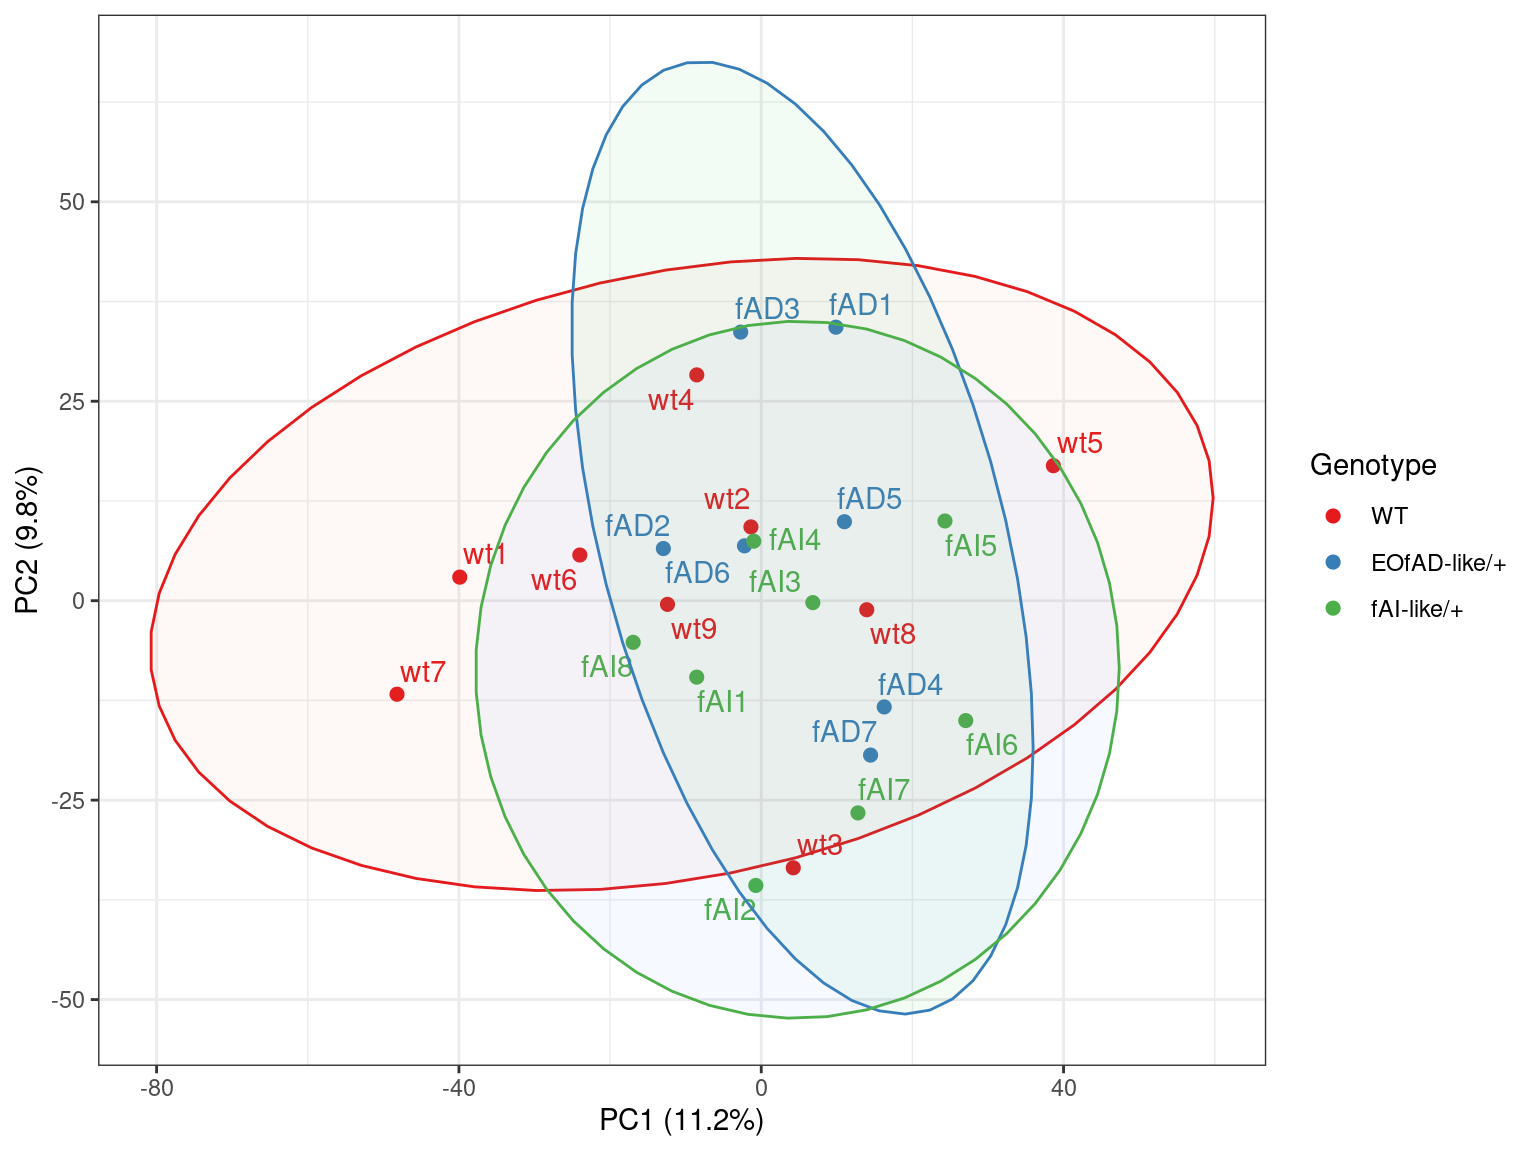 fAD3
fAD1
50
wt4
25
wt5
wt2
fAD5
fAD2
fAI4
fAI5
wt1
wt6
fAD6
fAI3
0
wt9
wt8
fAI8
wt7
fAI1
fAD4
fAD7
fAI6
fAI7
-25
wt3
fAI2
-50
-80
-40
0
40
PC1 (11.2%)
PC2 (9.8%)
Genotype
WT
EOfAD-like/+
fAI-like/+